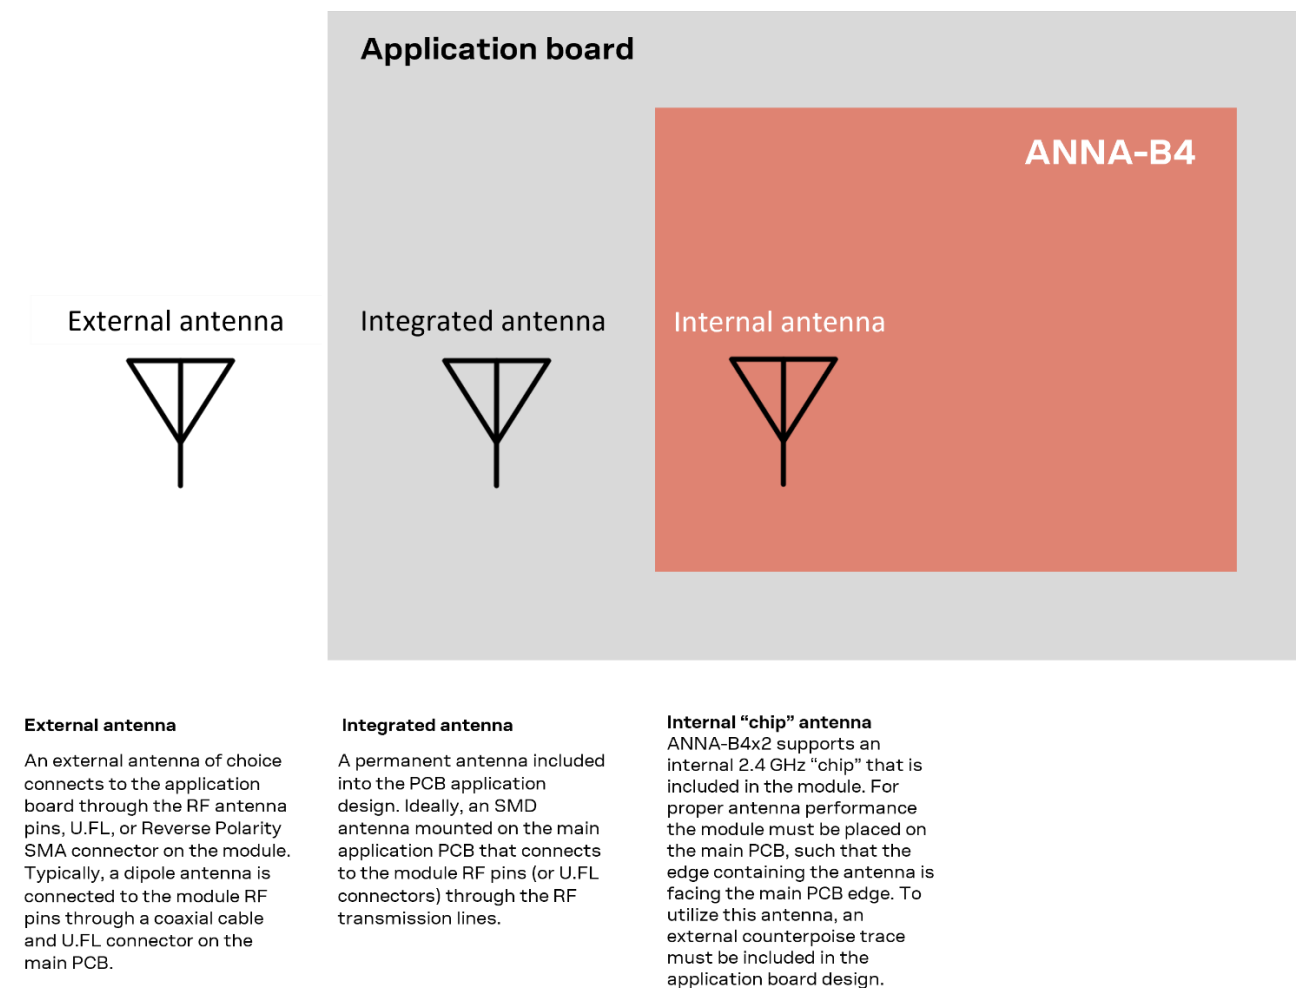 Application board
ANNA-B4
External antenna
Integrated antenna
Internal antenna
External antenna
An external antenna of choice
connects to the application
board through the RF antenna
pins, U.FL, or Reverse Polarity
SMA connector on the module.
Typically, a dipole antenna is
connected to the module RF
pins through a coaxial cable
and U.FL connector on the
main PCB.
Integrated antenna
A permanent antenna included
into the PCB application
design. Ideally, an SMD
antenna mounted on the main
application PCB that connects
to the module RF pins (or U.FL
connectors) through the RF
transmission lines.
Internal “chip” antenna
ANNA-B4x2 supports an
internal 2.4 GHz “chip” that is
included in the module. For
proper antenna performance
the module must be placed on
the main PCB, such that the
edge containing the antenna is
facing the main PCB edge. To
utilize this antenna, an
external counterpoise trace
must be included in the
application board design.